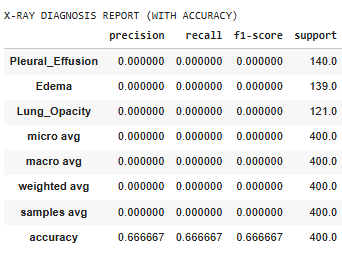 X-RAY DIAGNOSIS REPORT (WITH ACCURACY)
precision recall f1-score support
Pleural_Effusion 0.000000 0.000000 0.000000 140.0
Edema 0.000000 0.000000 0.000000 139.0
Lung_Opacity 0.000000 0.000000 0.000000 121.0
micro avg 0.000000 0.000000 0.000000 400.0
macro avg 0.000000 0.000000 0.000000 400.0
weighted avg 0.000000 0.000000 0.000000 400.0
samples avg 0.000000 0.000000 0.000000 400.0
accuracy 0.666667 0.666667 0.666667 400.0